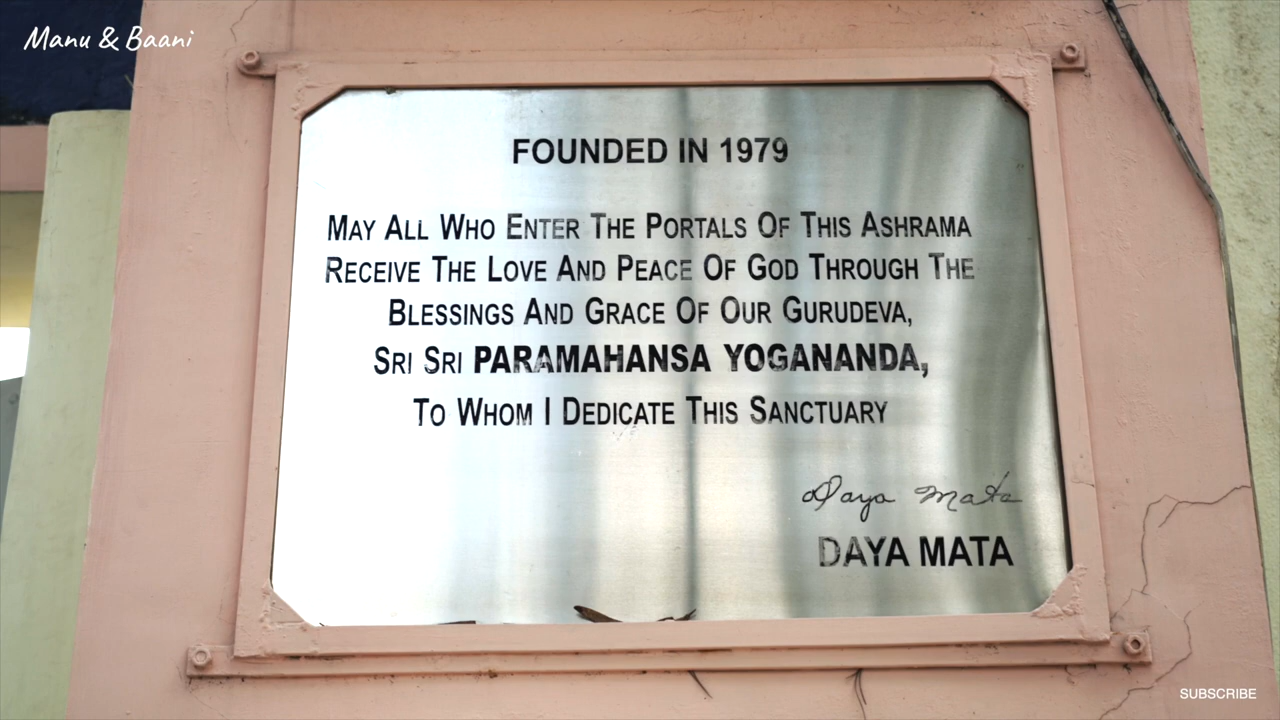 Manu & Baani
FOUNDED IN 1979
MAY ALL WHO ENTER THE PORTALS OF THIS ASHRAMA
RECEIVE THE LOVE AND PEACE OF GOD THROUGH THE
BLESSINGS AND GRACE OF OUR GURUDEVA,
SRI SRI PARAMAHANSA YOGANANDA,
TO WHOM I DEDICATE THIS SANCTUARY
Daya Mata
DAYA MATA
SUBSCRIBE